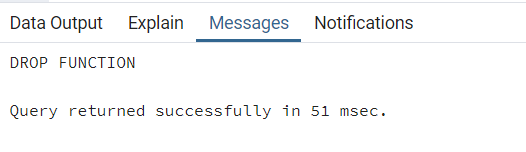 Data Output Explain Messages Notifications
DROP FUNCTION
Query returned successfully in 51 msec.